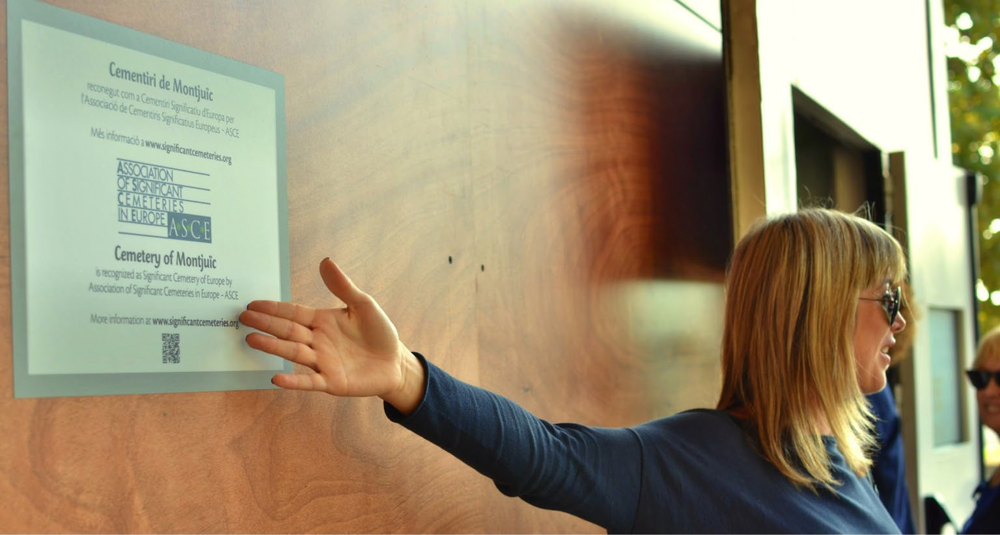 Cementiri de Montjuïc
reconegut com a Cementiri Significatiu d'Europa per
l'Associació de Cementiris Significatius Europeus - ASCE
Més informació a www.significantcemeteries.org
ASSOCIATION
OF SIGNIFICANT
CEMETERIES
IN EUROPE A·S·C·E
Cemetery of Montjuïc
is recognized as Significant Cemetery of Europe by
Association of Significant Cemeteries in Europe - ASCE
More information at www.significantcemeteries.org